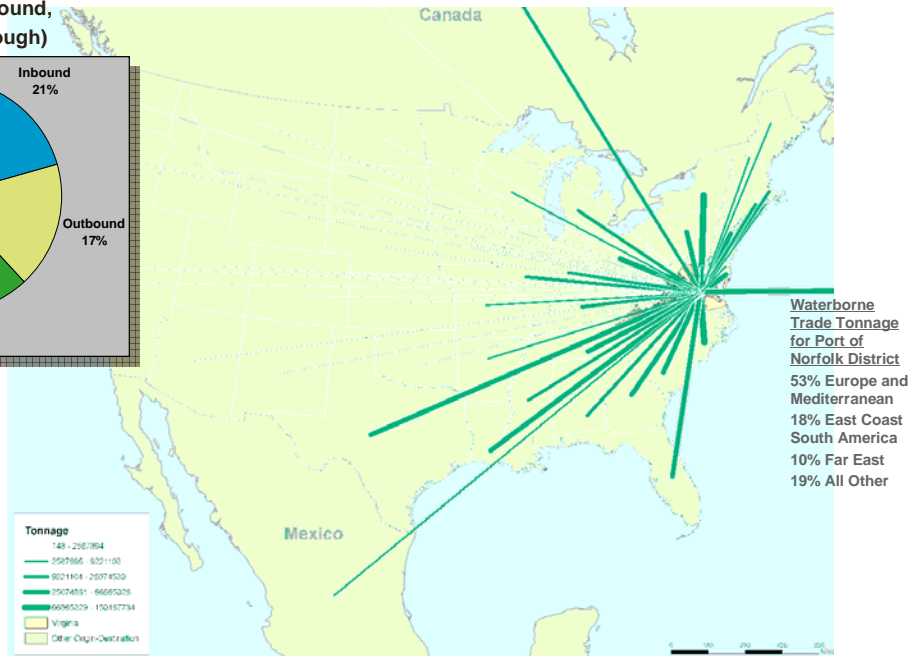 ound,
ough)
Inbound
21%
Outbound
17%
Canada
Mexico
Waterborne
Trade Tonnage
for Port of
Norfolk District
53% Europe and
Mediterranean
18% East Coast
South America
10% Far East
19% All Other
Tonnage
Virginia
Other Origin-Destination